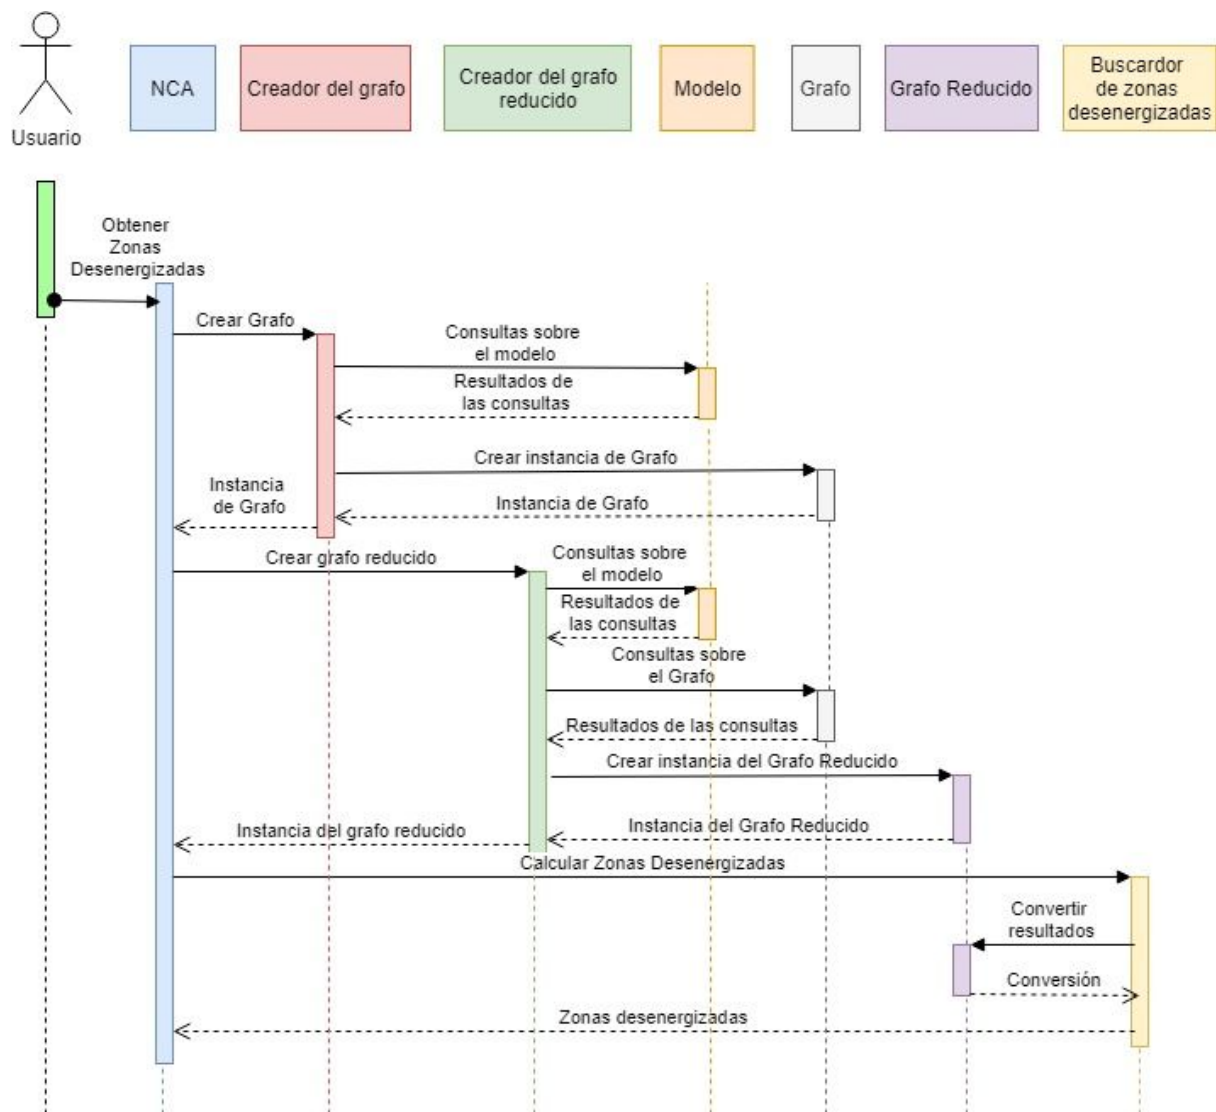 Usuario
NCA
Creador del grafo
Creador del grafo
reducido
Modelo
Grafo
Grafo Reducido
Buscardor
de zonas
desenergizadas
Obtener
Zonas
Desenergizadas
Crear Grafo
Consultas sobre
el modelo
Resultados de
las consultas
Crear instancia de Grafo
Instancia
de Grafo
Instancia de Grafo
Crear grafo reducido
Consultas sobre
el modelo
Resultados de
las consultas
Consultas sobre
el Grafo
Resultados de las consultas
Crear instancia del Grafo Reducido
Instancia del grafo reducido
Instancia del Grafo Reducido
Calcular Zonas Desenergizadas
Convertir
resultados
Conversión
Zonas desenergizadas